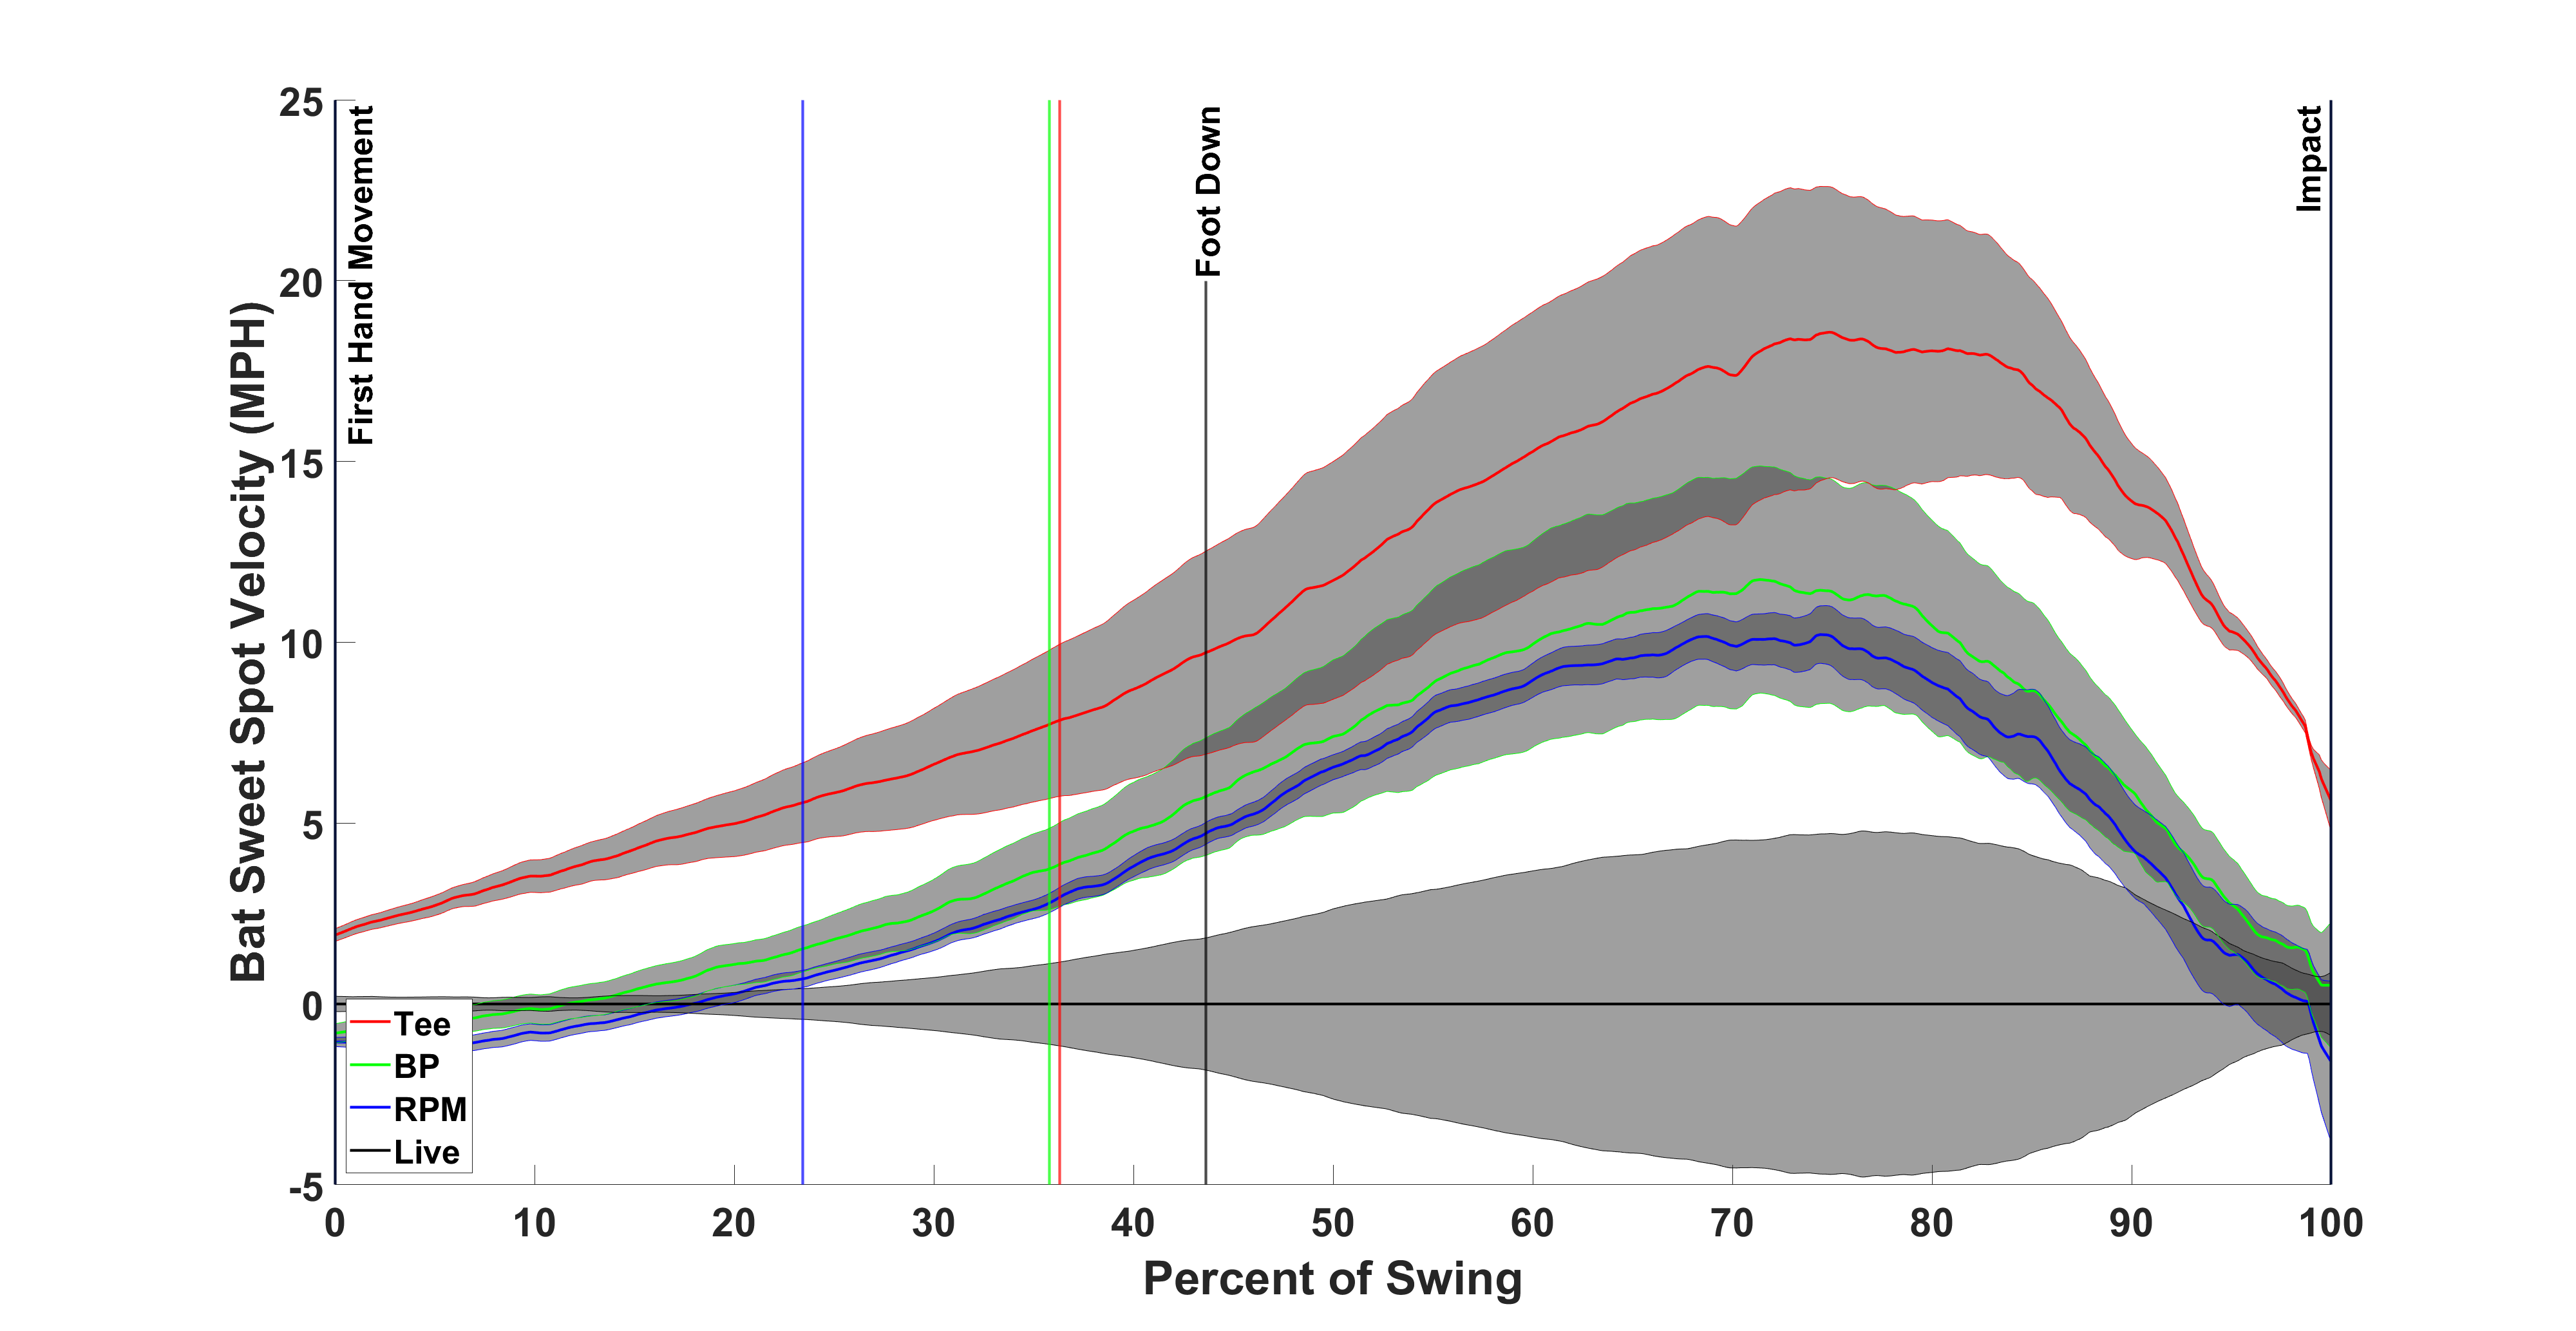 25
20
15
10
5
0
-5
Bat Sweet Spot Velocity (MPH)
First Hand Movement
Foot Down
Impact
Tee
BP
RPM
Live
0 10 20 30 40 50 60 70 80 90 100
Percent of Swing